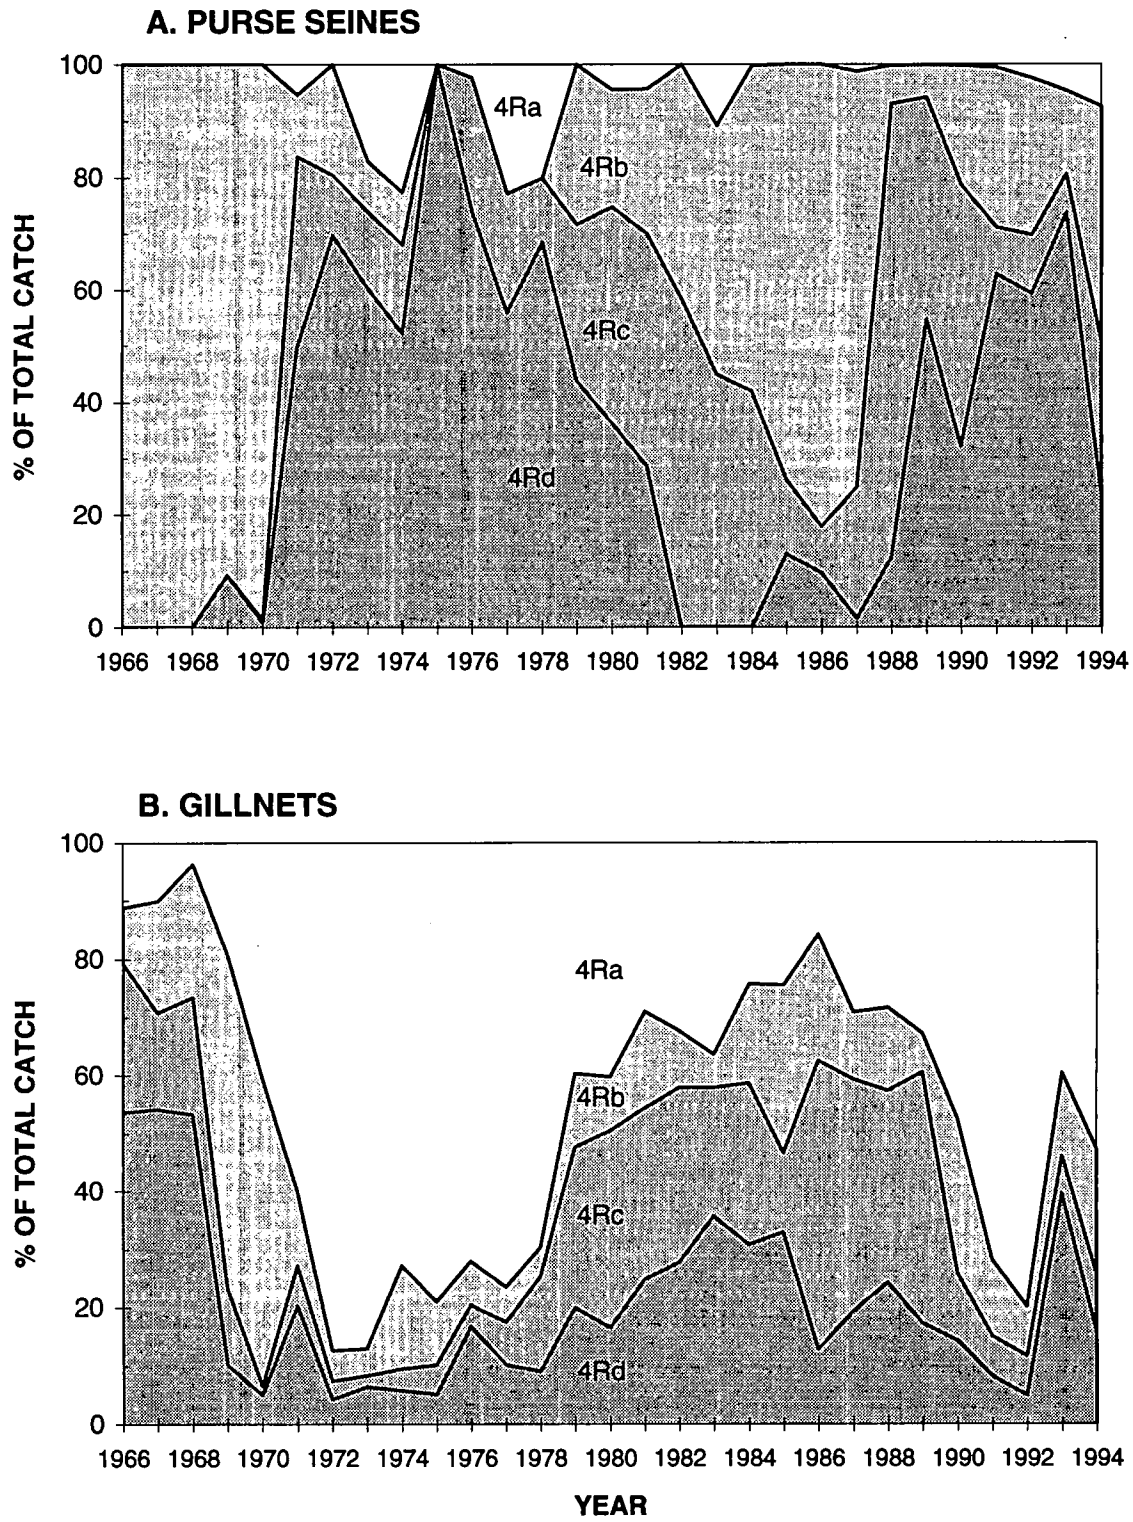 A. PURSE SEINES
100
80
60
40
20
0
% OF TOTAL CATCH
4Ra
4Rb
4Rc
4Rd
1966 1968 1970 1972 1974 1976 1978 1980 1982 1984 1986 1988 1990 1992 1994
B. GILLNETS
100
80
60
40
20
0
% OF TOTAL CATCH
4Ra
4Rb
4Rc
4Rd
1966 1968 1970 1972 1974 1976 1978 1980 1982 1984 1986 1988 1990 1992 1994
YEAR